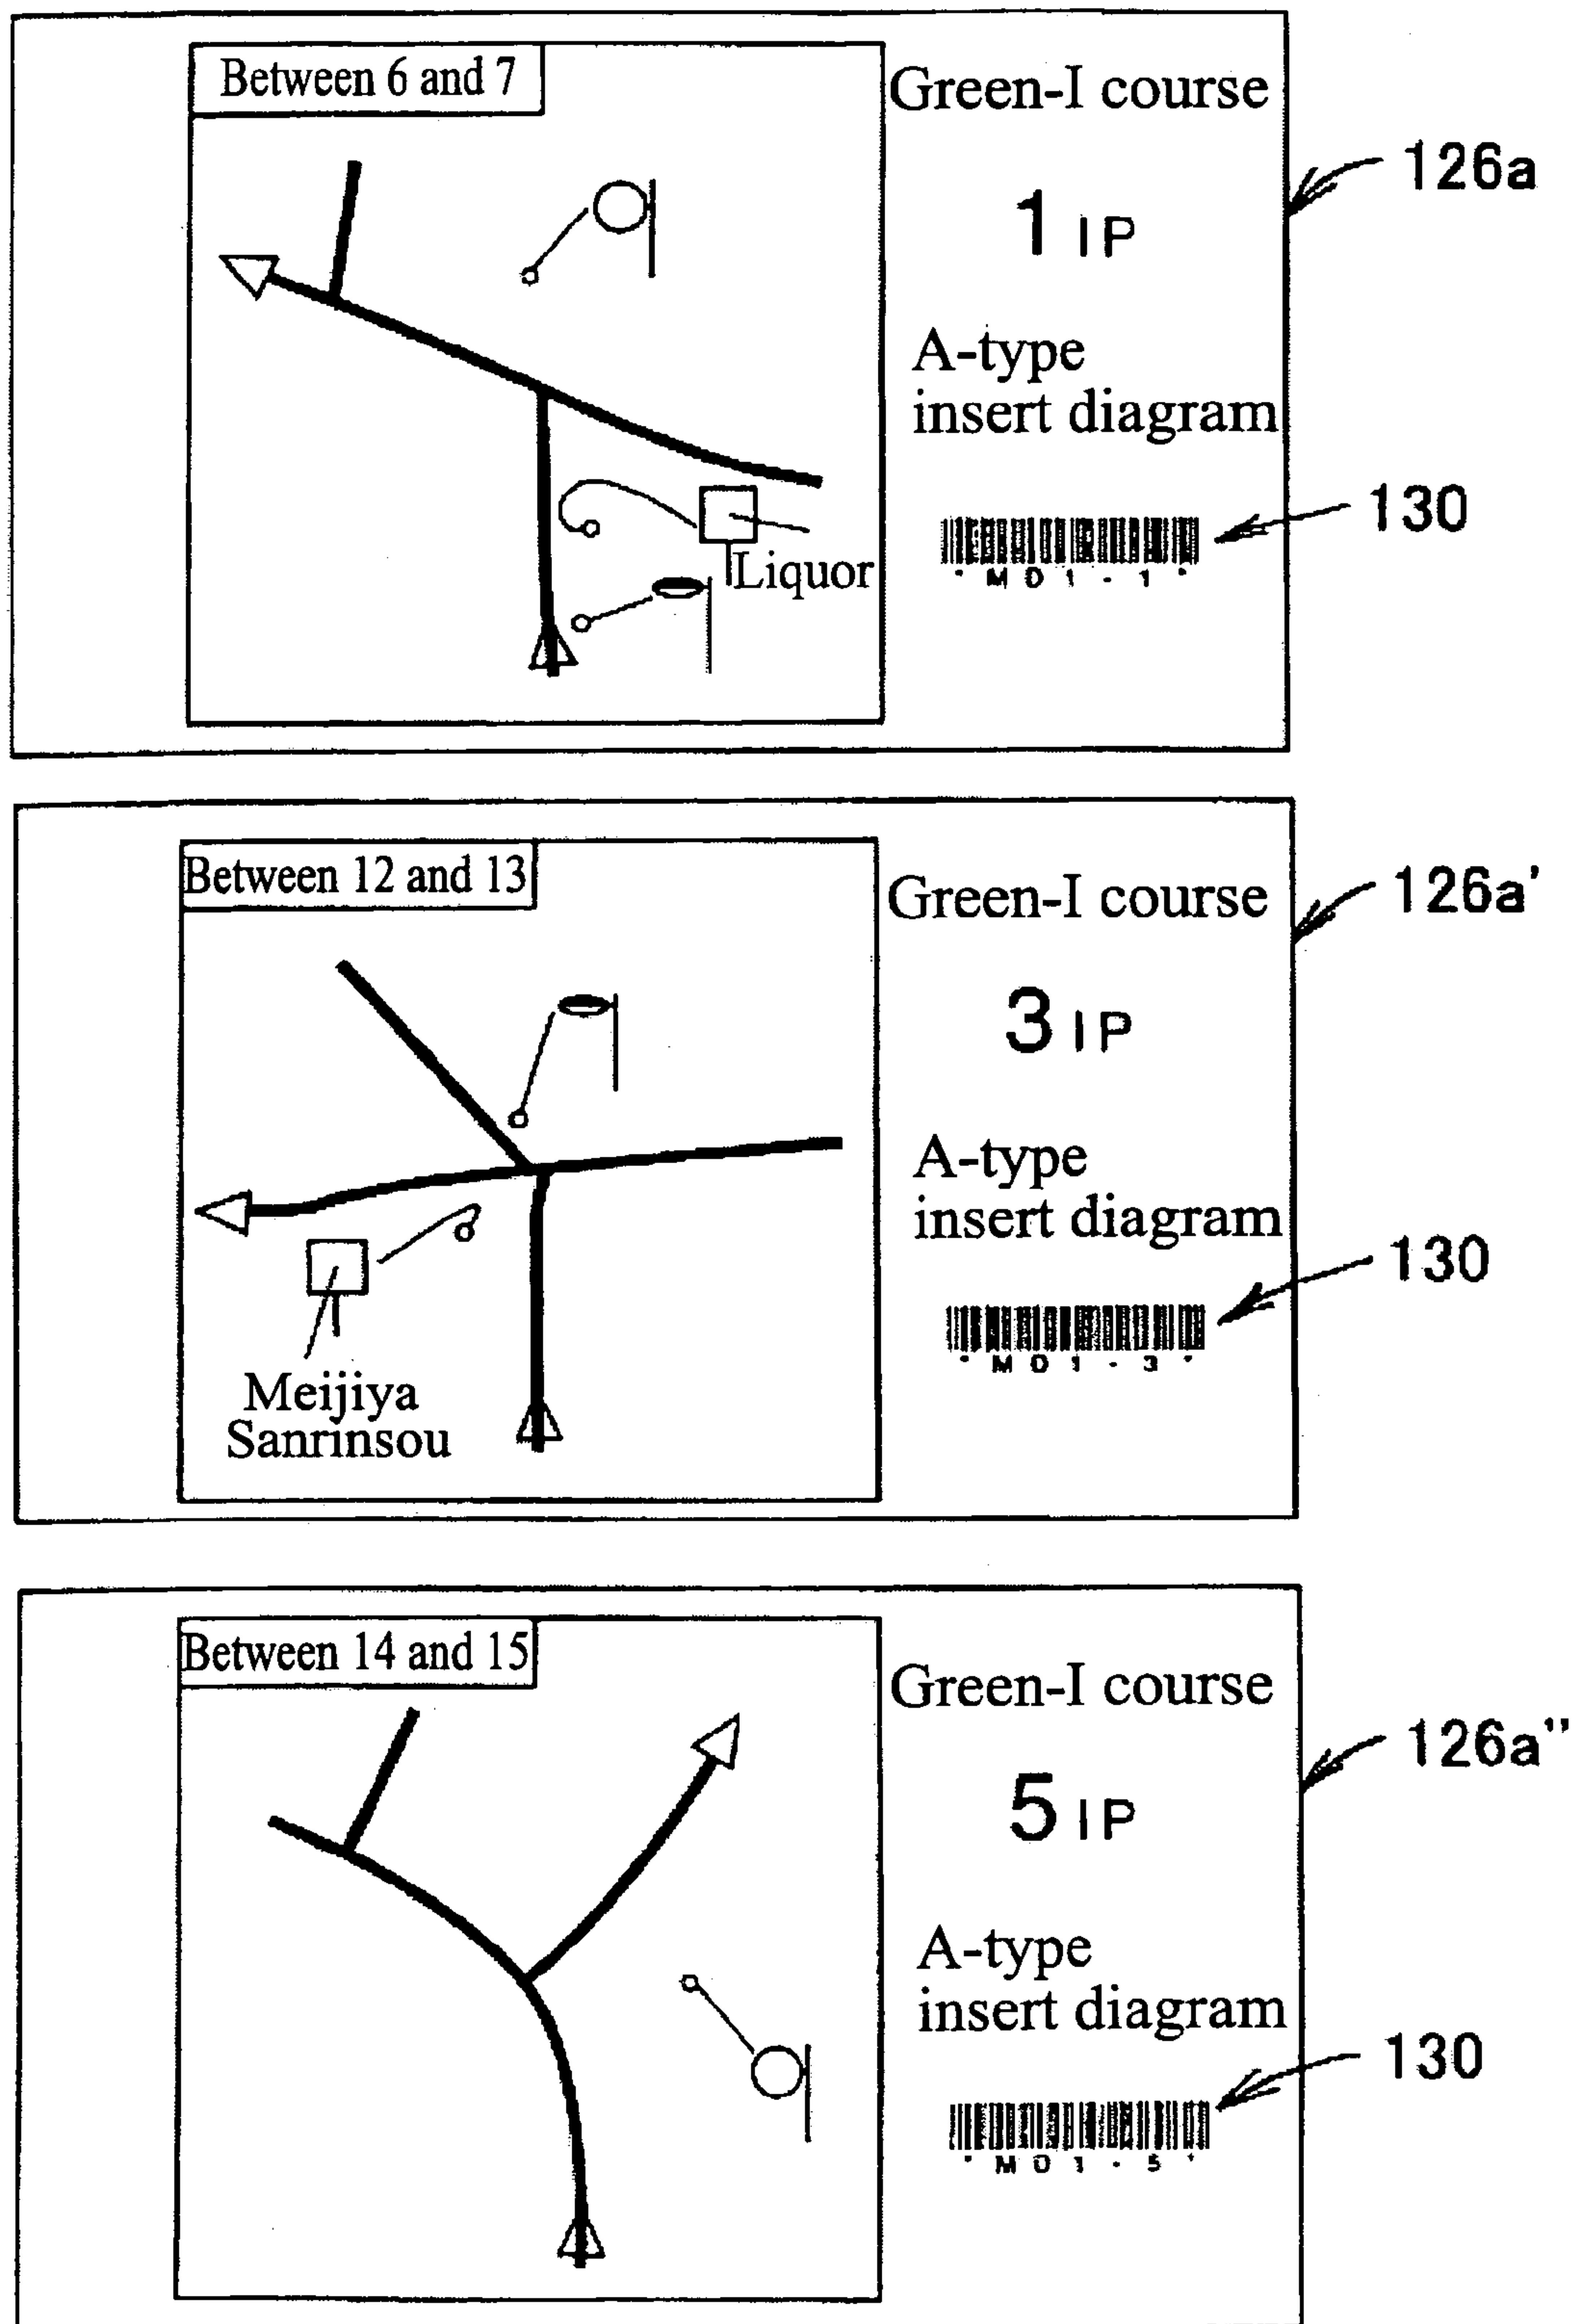 Between 6 and 7
Green-I course
126a
1 IP
A-type
insert diagram
130
Liquor
*M01-1*
Between 12 and 13
Green-I course
126a'
3 IP
A-type
insert diagram
130
*M01-3*
Meijiya
Sanrinsou
Between 14 and 15
Green-I course
126a"
5 IP
A-type
insert diagram
130
*M01-5*